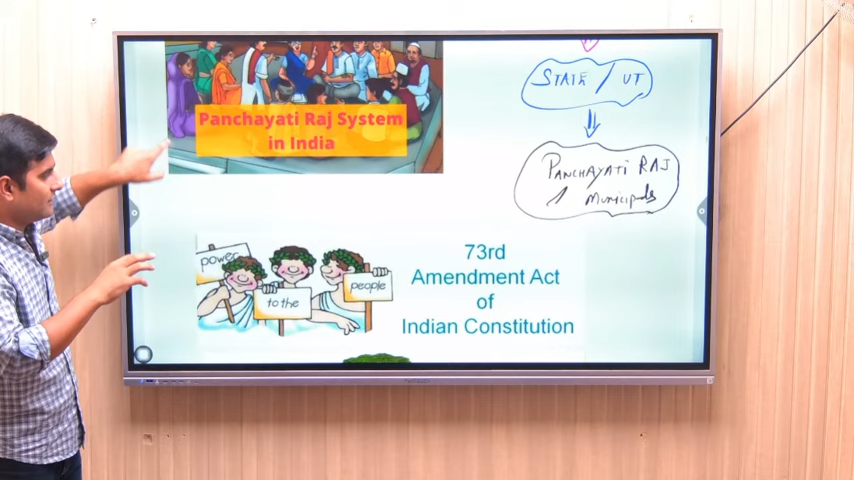 Panchayati Raj System
in India
STATE / UT
PANCHAYATI RAJ
/ Municipals
power
to the
people
73rd
Amendment Act
of
Indian Constitution